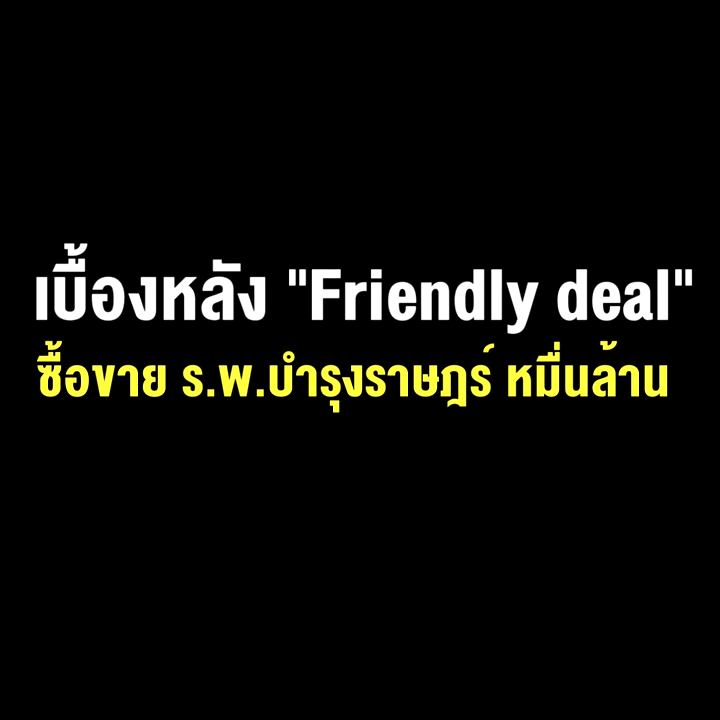 เบื้องหลัง "Friendly deal"
ซื้อขาย ร.พ.บำรุงราษฎร์ หมื่นล้าน